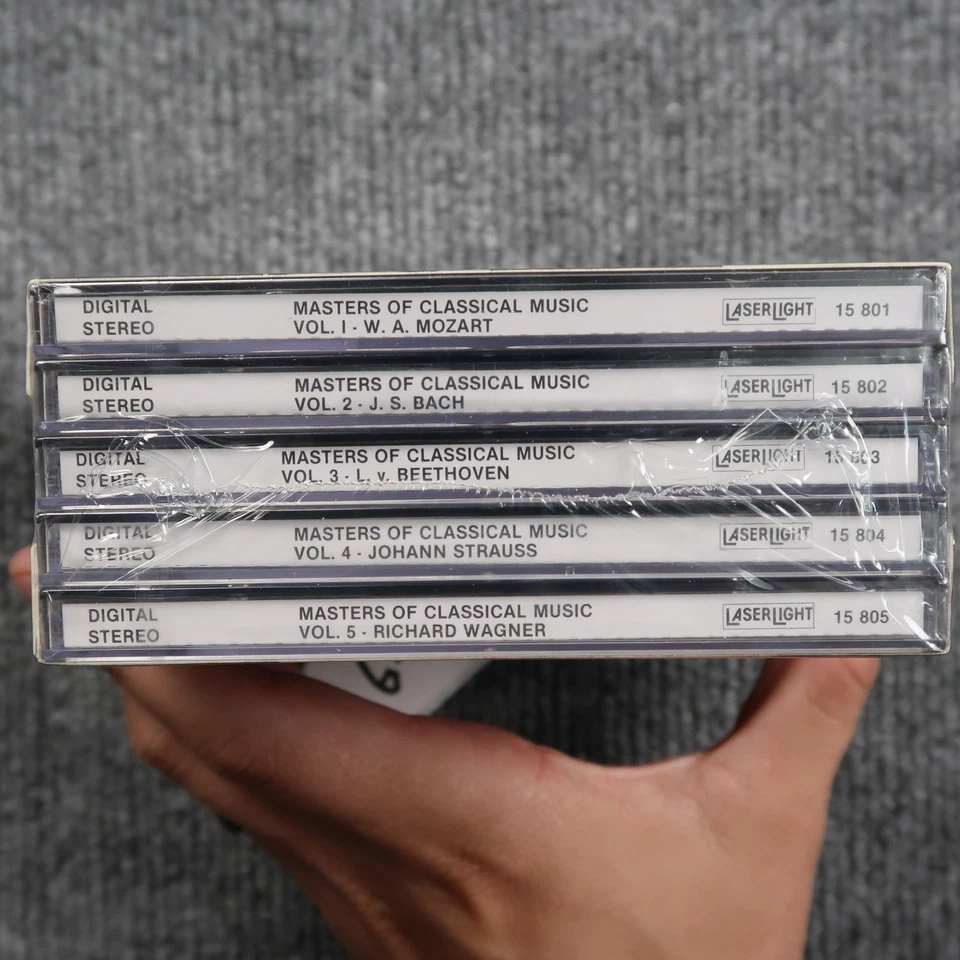 DIGITAL STEREO
MASTERS OF CLASSICAL MUSIC
VOL. I - W. A. MOZART
LASERLIGHT 15 801
DIGITAL STEREO
MASTERS OF CLASSICAL MUSIC
VOL. 2 - J. S. BACH
LASERLIGHT 15 802
DIGITAL STEREO
MASTERS OF CLASSICAL MUSIC
VOL. 3 - L. v. BEETHOVEN
LASERLIGHT 15 803
DIGITAL STEREO
MASTERS OF CLASSICAL MUSIC
VOL. 4 - JOHANN STRAUSS
LASERLIGHT 15 804
DIGITAL STEREO
MASTERS OF CLASSICAL MUSIC
VOL. 5 - RICHARD WAGNER
LASERLIGHT 15 805